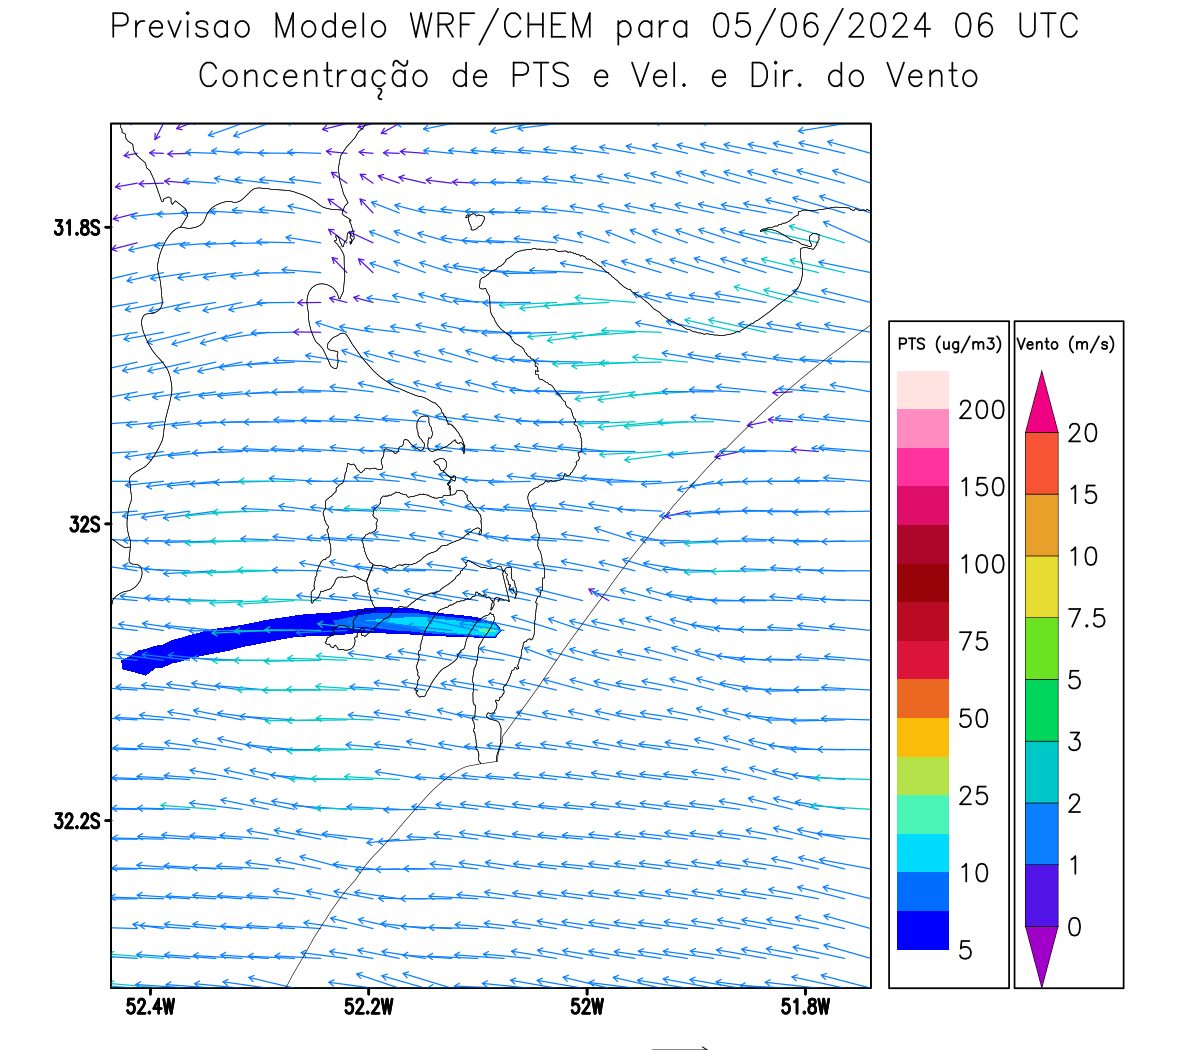 Previsao Modelo WRF/CHEM para 05/06/2024 06 UTC
Concentração de PTS e Vel. e Dir. do Vento
31.8S
32S
32.2S
52.4W 52.2W 52W 51.8W
PTS (ug/m3)
200
150
100
75
50
25
10
5
Vento (m/s)
20
15
10
7.5
5
3
2
1
0